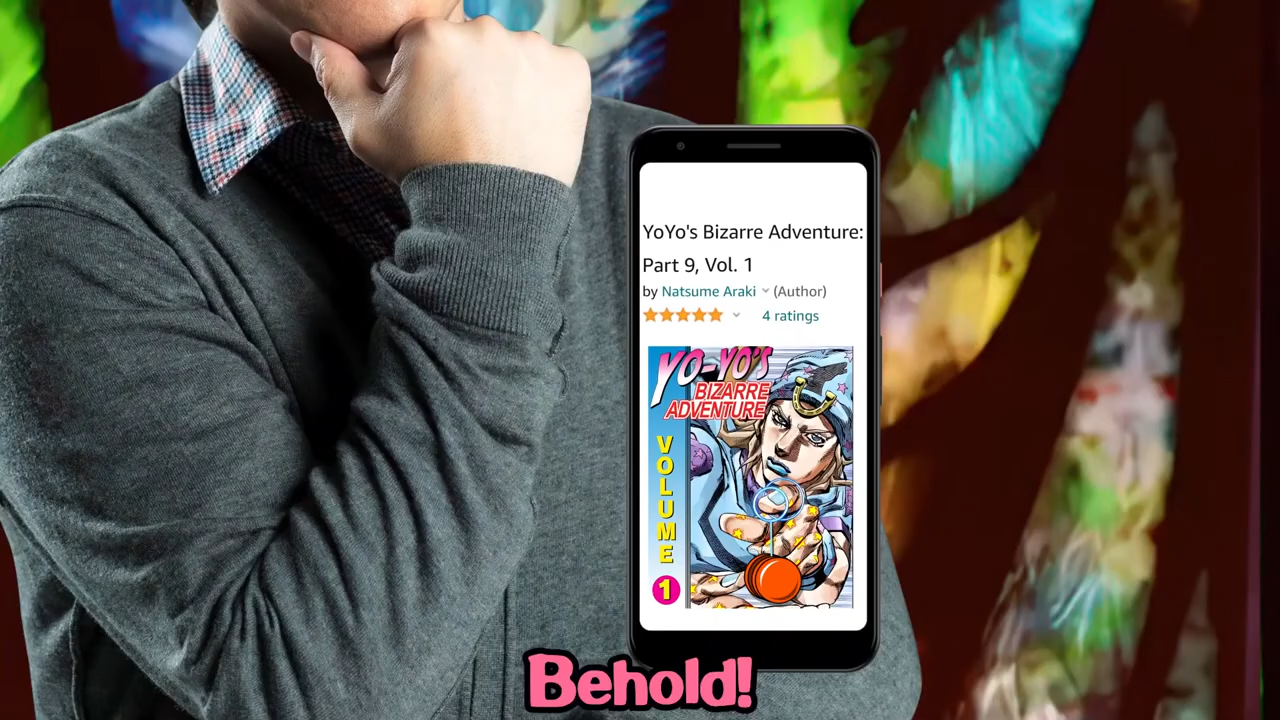 YoYo's Bizarre Adventure:
Part 9, Vol. 1
by Natsume Araki (Author)
4 ratings
YO-YO'S
BIZARRE
ADVENTURE
VOLUME
1
Behold!